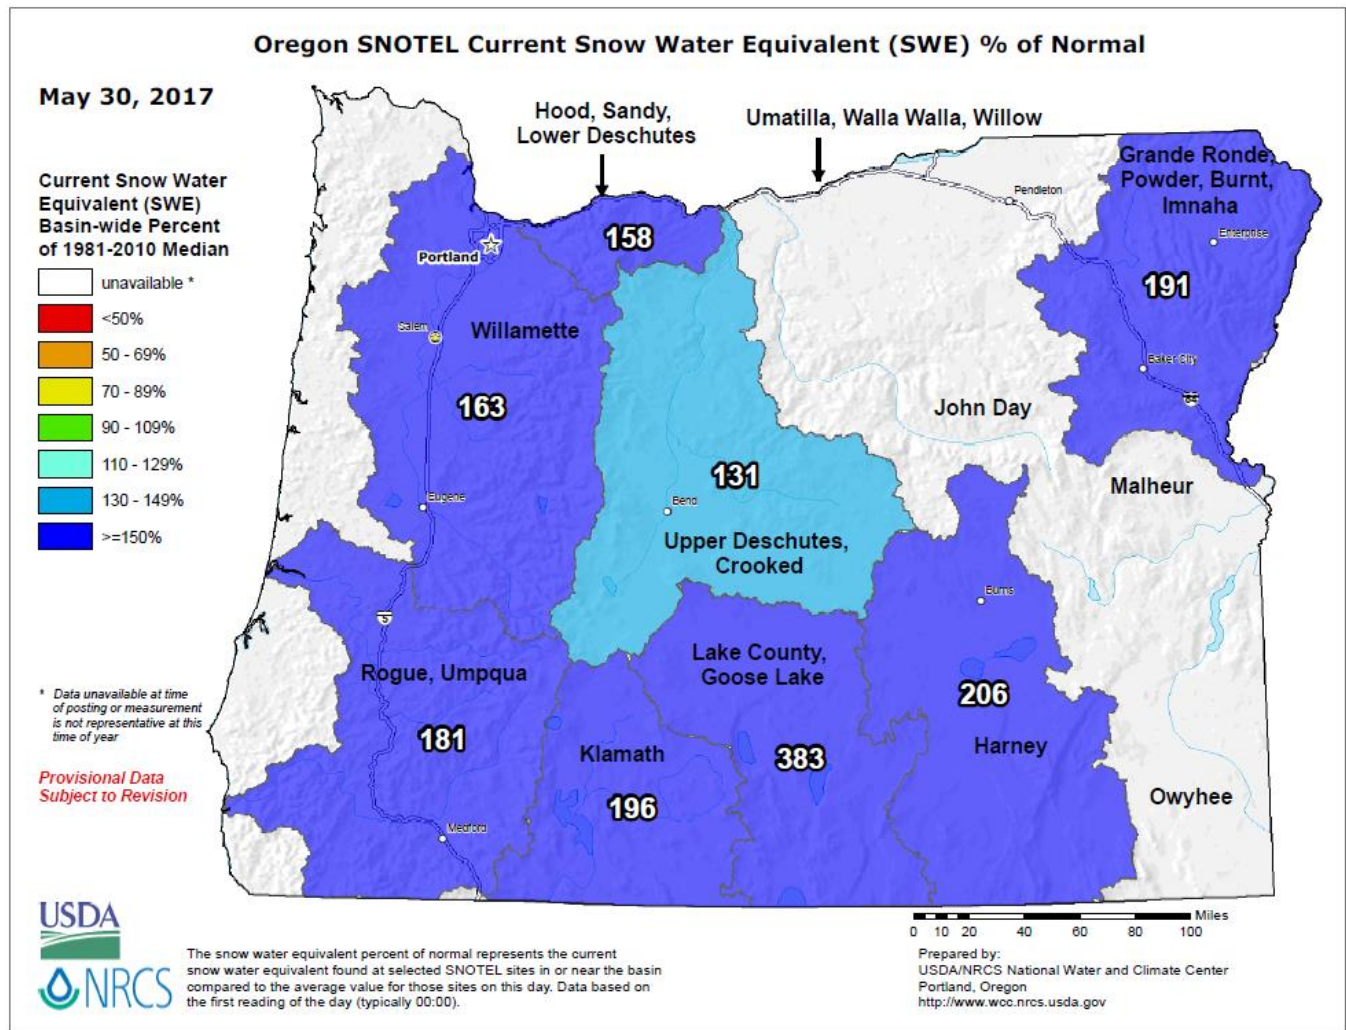 Oregon SNOTEL Current Snow Water Equivalent (SWE) % of Normal
May 30, 2017
Current Snow Water
Equivalent (SWE)
Basin-wide Percent
of 1981-2010 Median
unavailable *
<50%
50 - 69%
70 - 89%
90 - 109%
110 - 129%
130 - 149%
>=150%
* Data unavailable at time
of posting or measurement
is not representative at this
time of year
Provisional Data
Subject to Revision
Hood, Sandy,
Lower Deschutes
Umatilla, Walla Walla, Willow
Grande Ronde,
Powder, Burnt,
Imnaha
Pendleton
Enterprise
158
191
Portland
Salem
Willamette
163
Baker City
84
John Day
131
Malheur
Eugene
Bend
Upper Deschutes,
Crooked
Burns
5
Rogue, Umpqua
181
Lake County,
Goose Lake
206
Harney
Klamath
196
383
Owyhee
Medford
USDA
NRCS
The snow water equivalent percent of normal represents the current
snow water equivalent found at selected SNOTEL sites in or near the basin
compared to the average value for those sites on this day. Data based on
the first reading of the day (typically 00:00).
Miles
0 10 20 40 60 80 100
Prepared by:
USDA/NRCS National Water and Climate Center
Portland, Oregon
http://www.wcc.nrcs.usda.gov